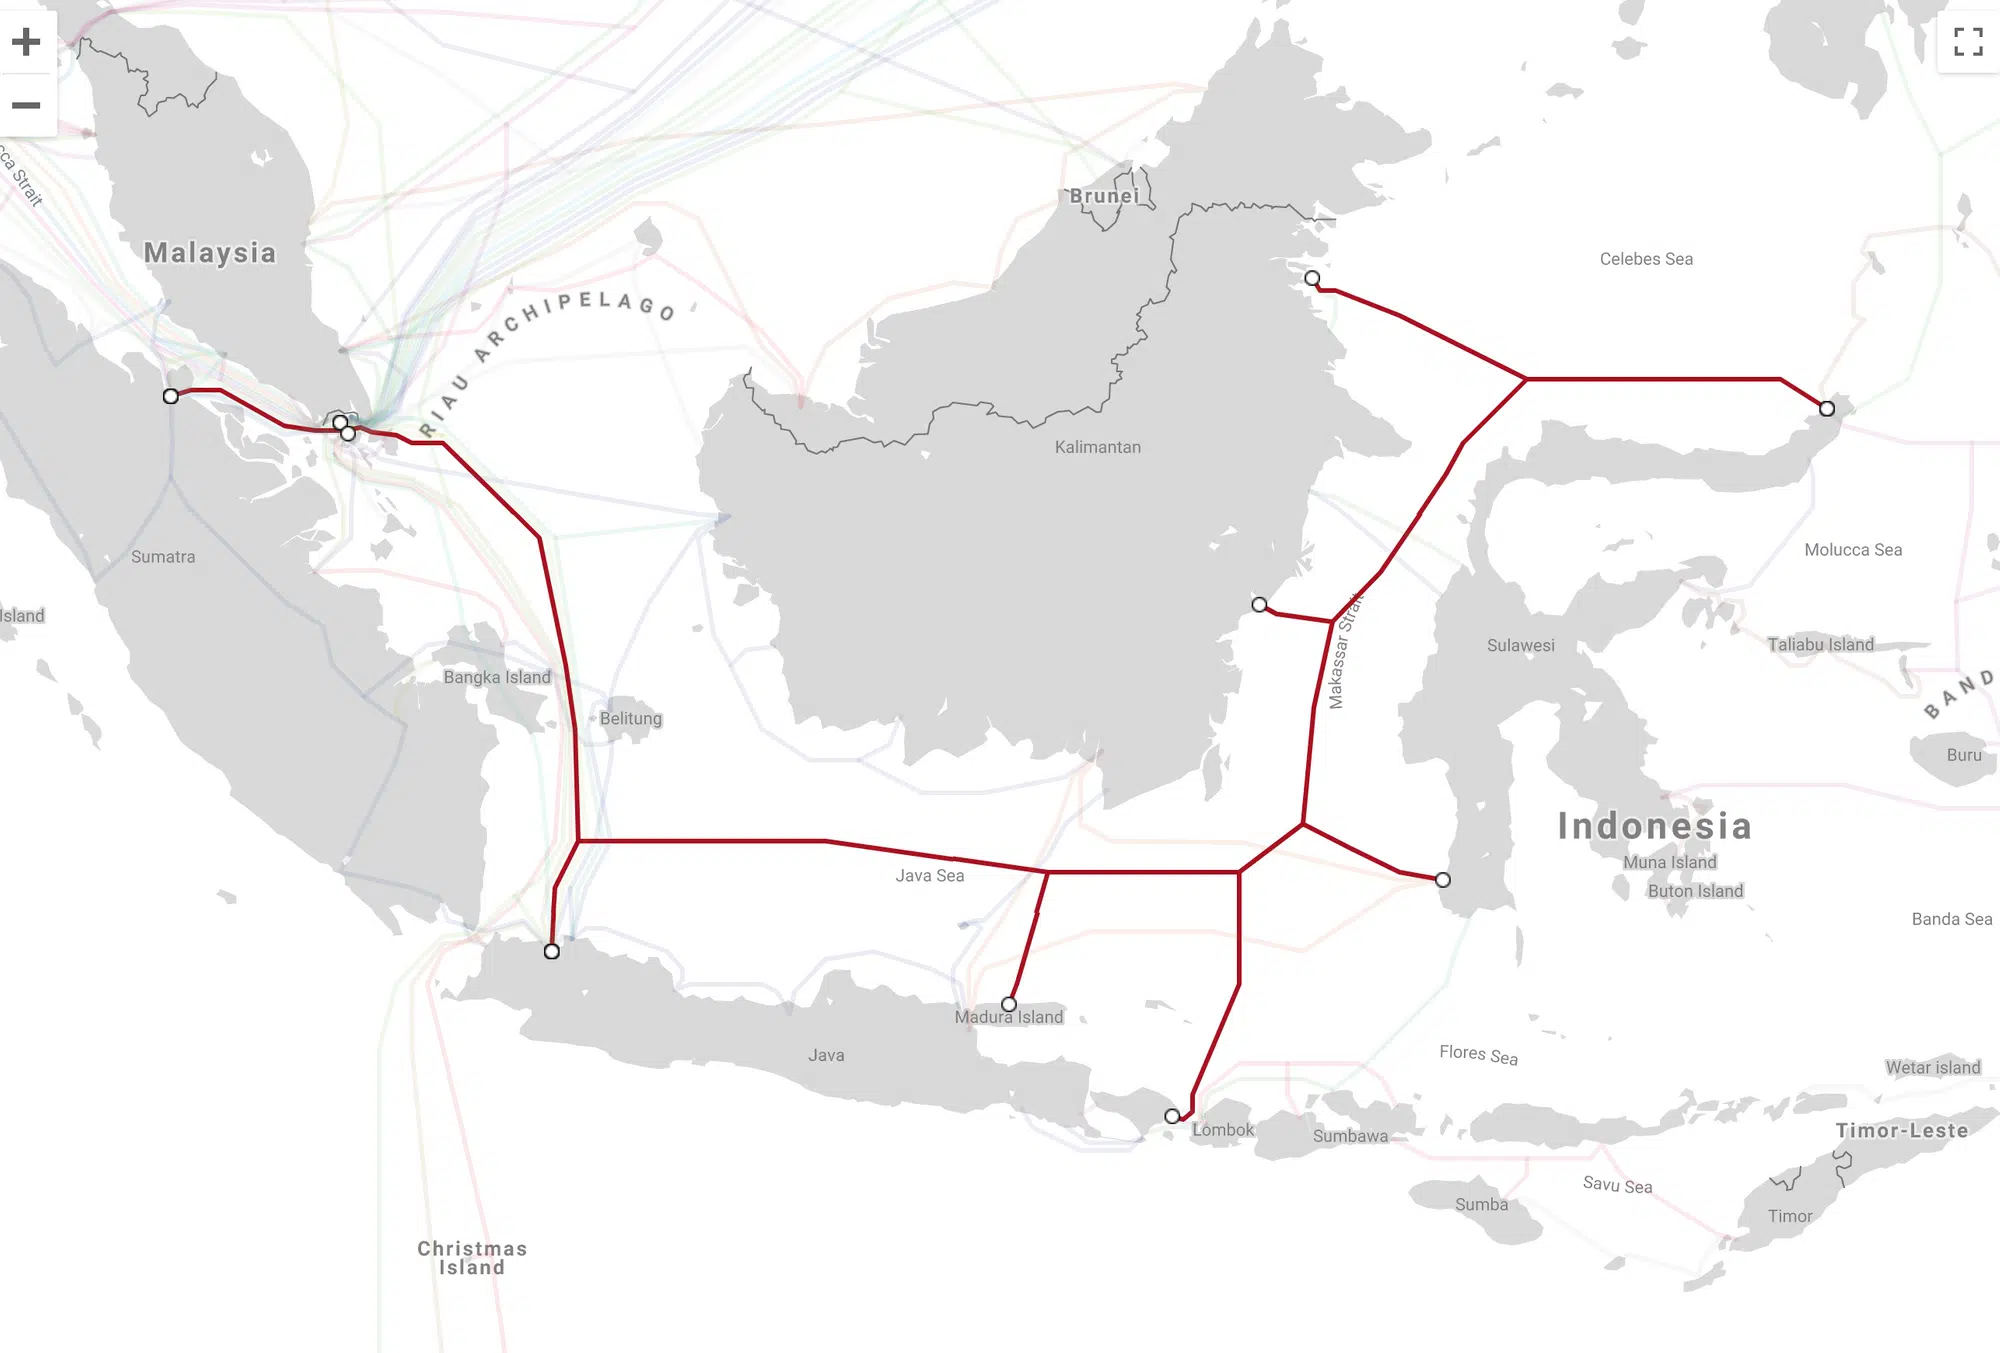 +
−
cca Strait
Malaysia
Brunei
RIAU ARCHIPELAGO
Celebes Sea
Kalimantan
Sumatra
Molucca Sea
Island
Makassar Strait
Sulawesi
Taliabu Island
Bangka Island
Belitung
BAND
Buru
Indonesia
Muna Island
Buton Island
Java Sea
Banda Sea
Madura Island
Java
Flores Sea
Wetar island
Lombok
Sumbawa
Timor-Leste
Savu Sea
Sumba
Timor
Christmas
Island